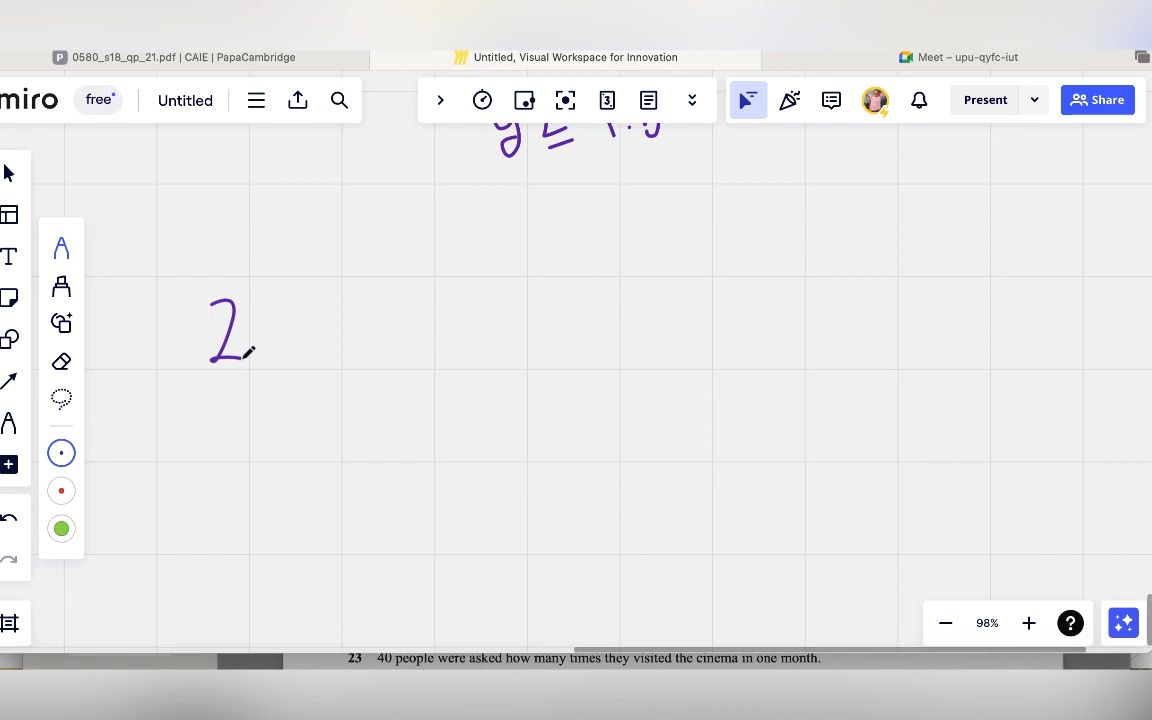 0580_s18_qp_21.pdf | CAIE | PapaCambridge
Untitled, Visual Workspace for Innovation
Meet – upu-qyfc-iut
miro
free
Untitled
3
Present
Share
y
T
2
98%
?
23 40 people were asked how many times they visited the cinema in one month.